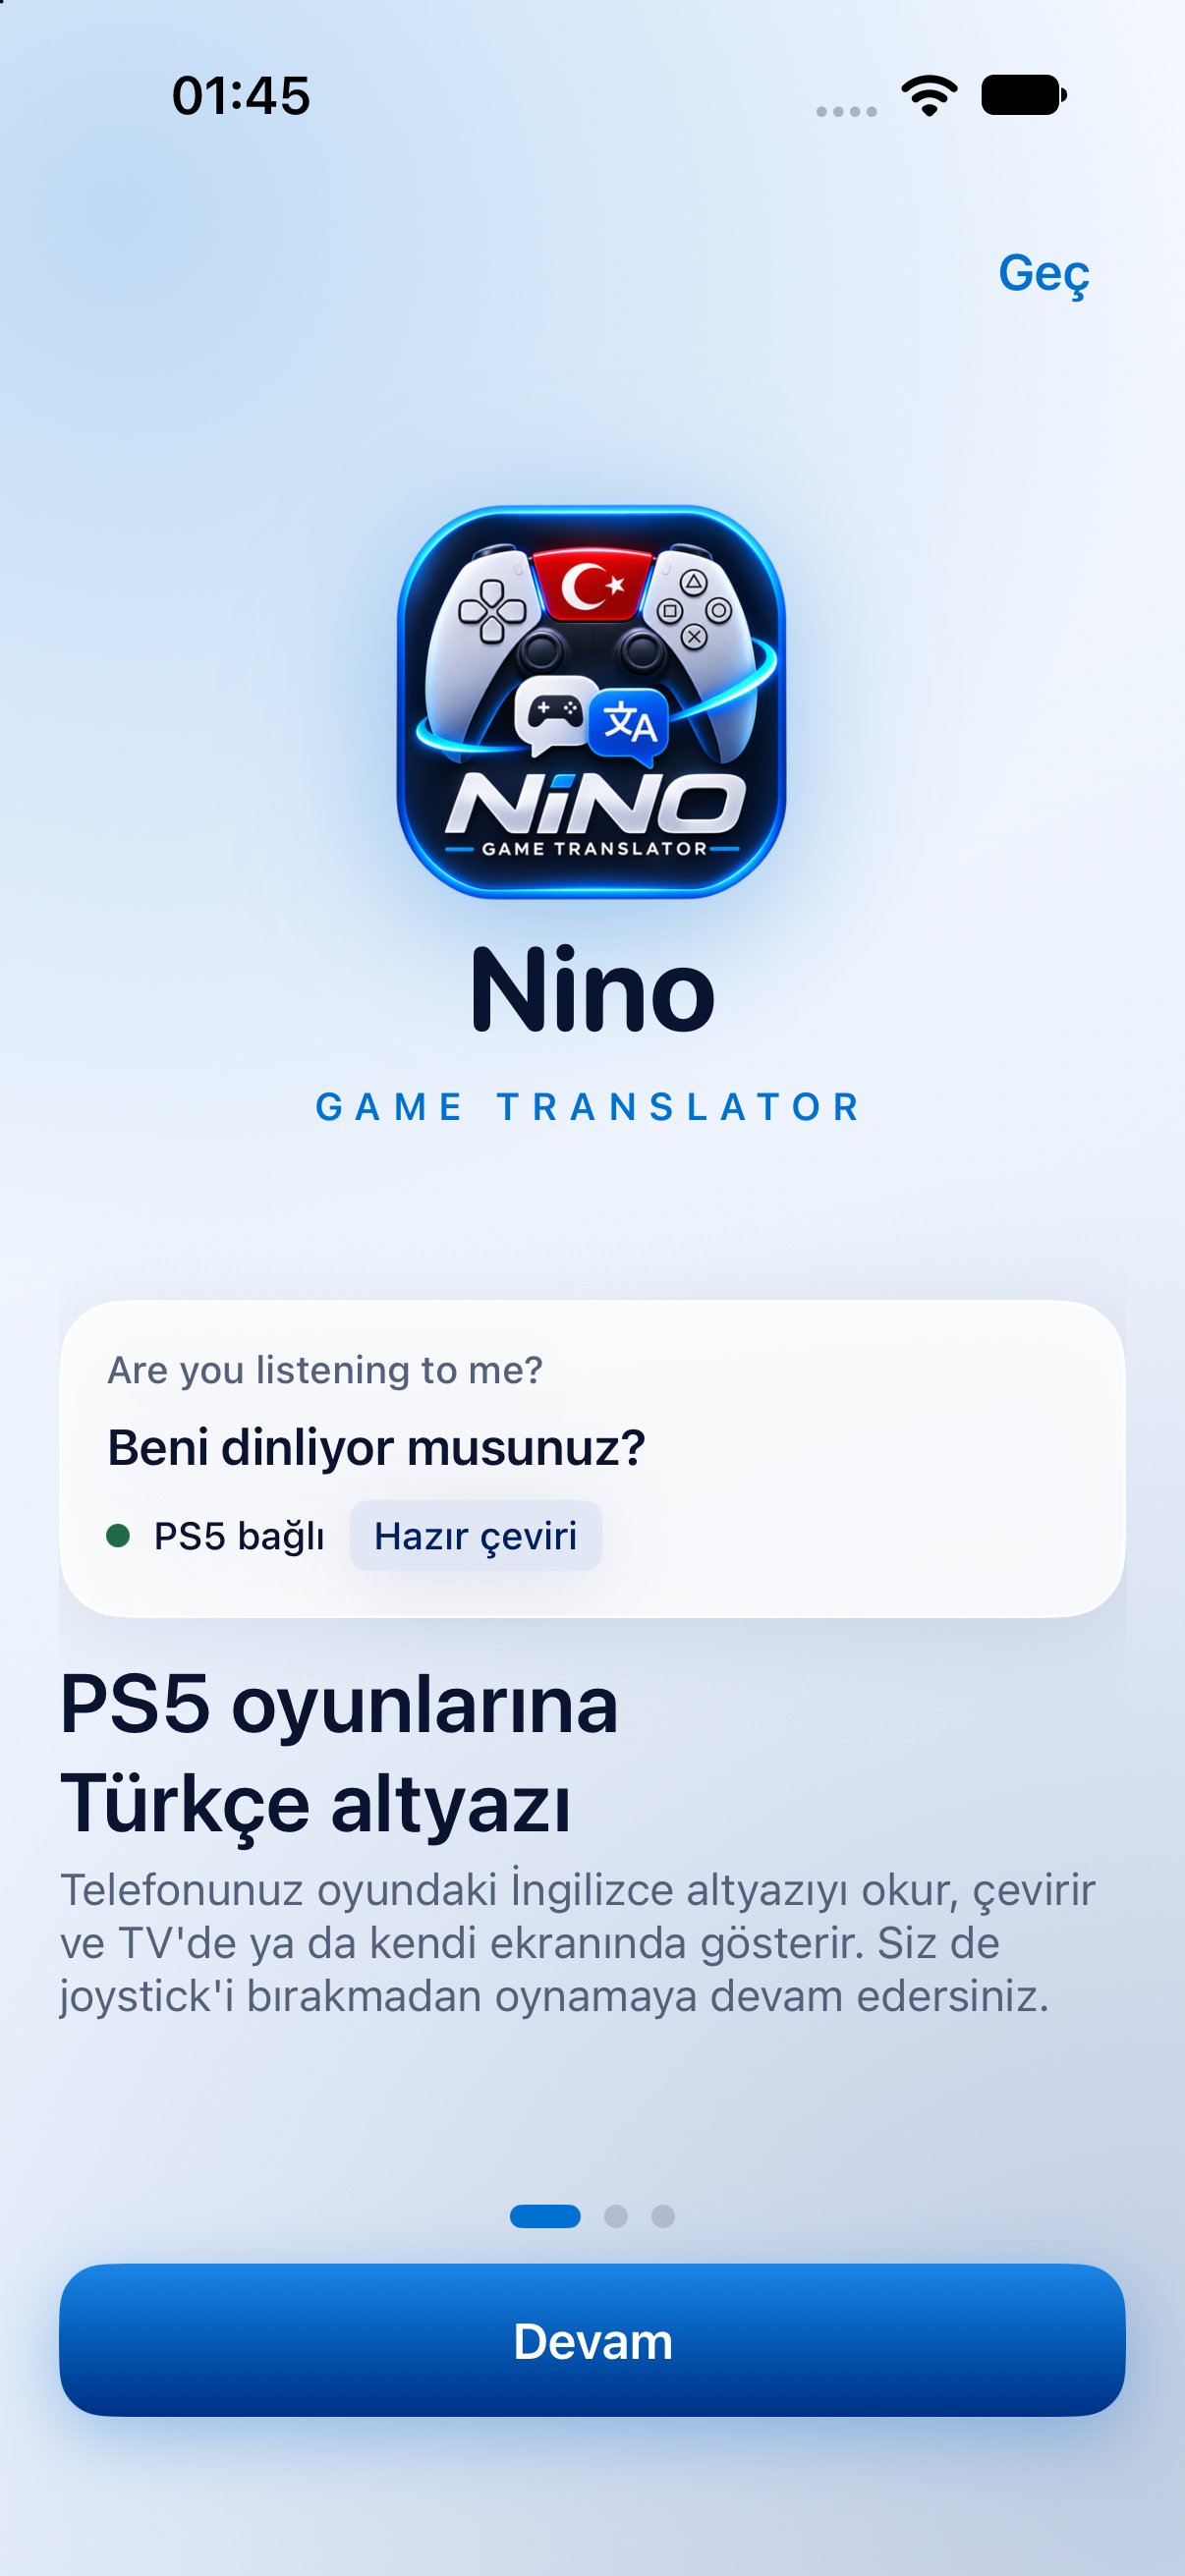 01:45
Geç
文A
NiNO
GAME TRANSLATOR
Nino
GAME TRANSLATOR
Are you listening to me?
Beni dinliyor musunuz?
PS5 bağlı Hazır çeviri
PS5 oyunlarına
Türkçe altyazı
Telefonunuz oyundaki İngilizce altyazıyı okur, çevirir
ve TV'de ya da kendi ekranında gösterir. Siz de
joystick'i bırakmadan oynamaya devam edersiniz.
Devam